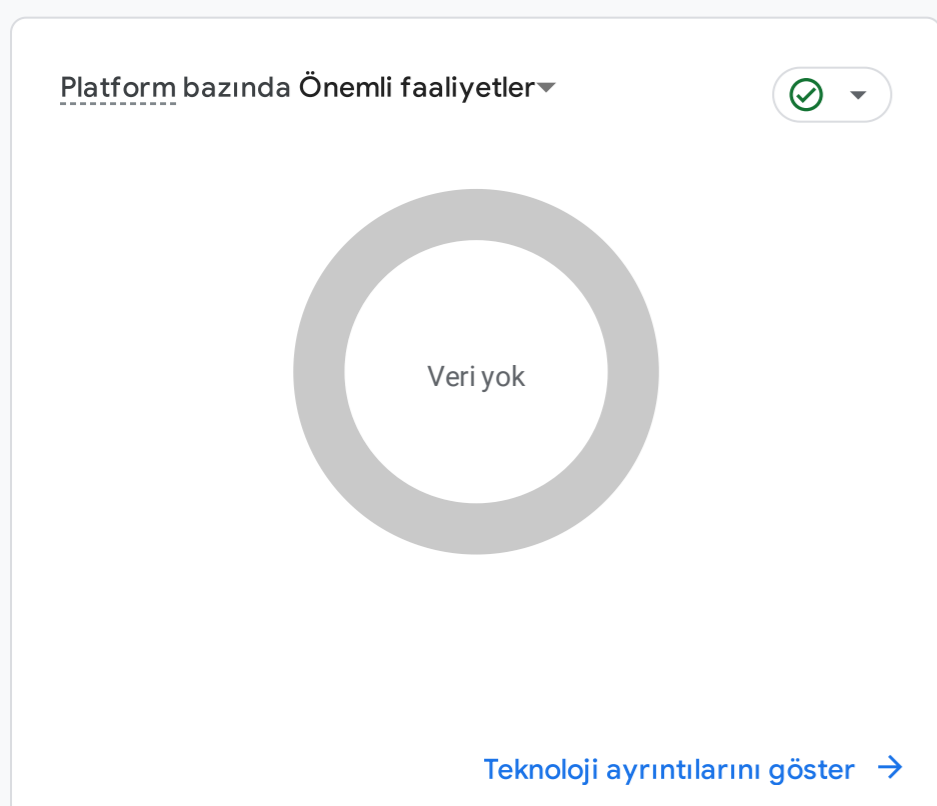 Platform bazında Önemli faaliyetler
Veri yok
Teknoloji ayrıntılarını göster